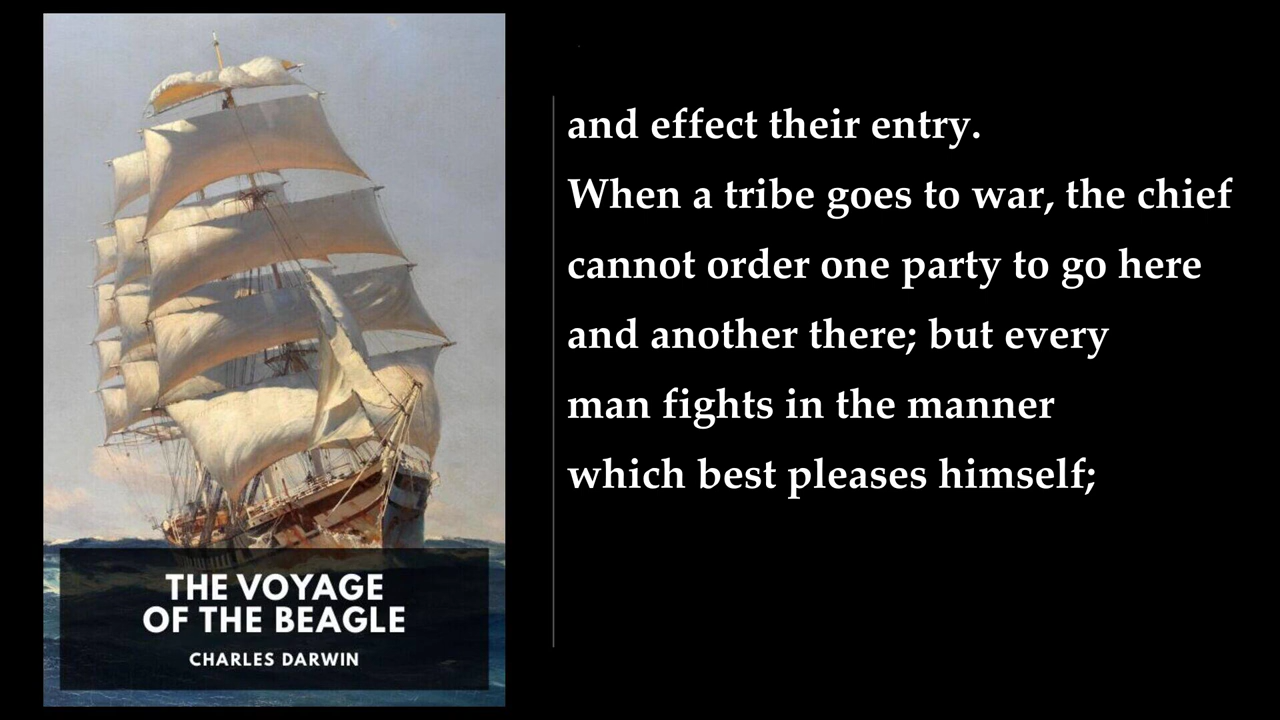 THE VOYAGE
OF THE BEAGLE
CHARLES DARWIN
and effect their entry.
When a tribe goes to war, the chief
cannot order one party to go here
and another there; but every
man fights in the manner
which best pleases himself;